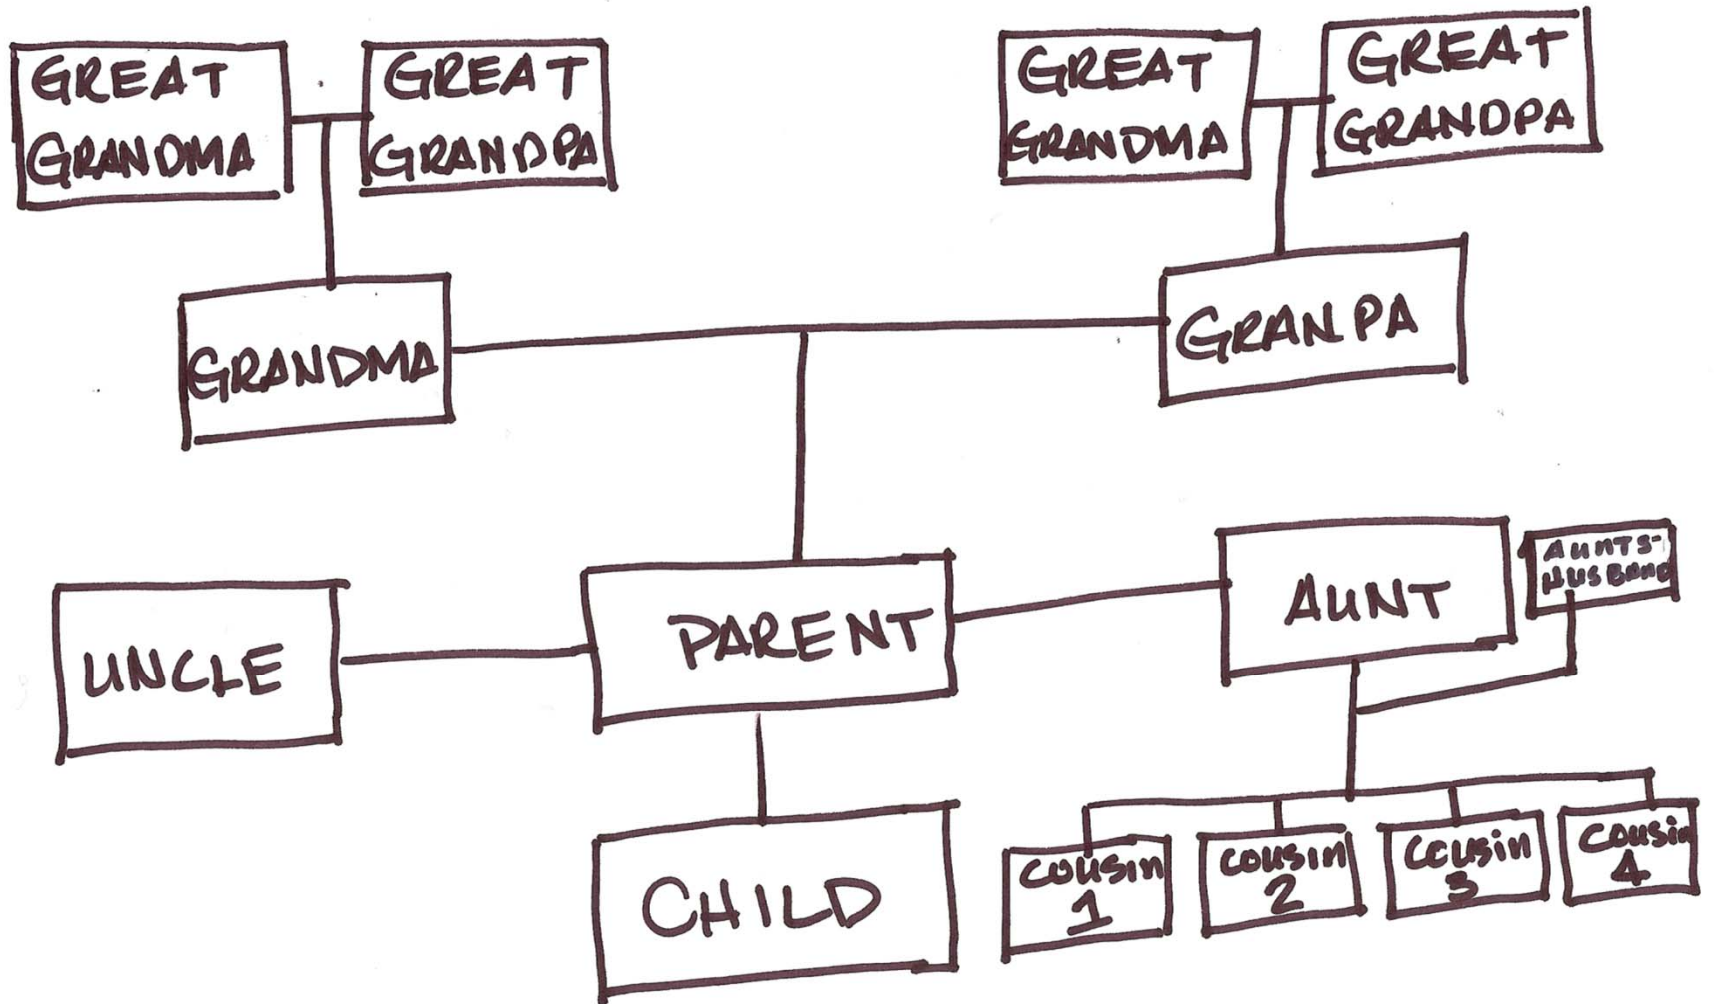 GREAT
GRANDMA
GREAT
GRANDPA
GREAT
GRANDMA
GREAT
GRANDPA
GRANDMA
GRANPA
UNCLE
PARENT
AUNT
AUNTS-
HUSBAND
CHILD
COUSIN
1
COUSIN
2
COUSIN
3
COUSIN
4